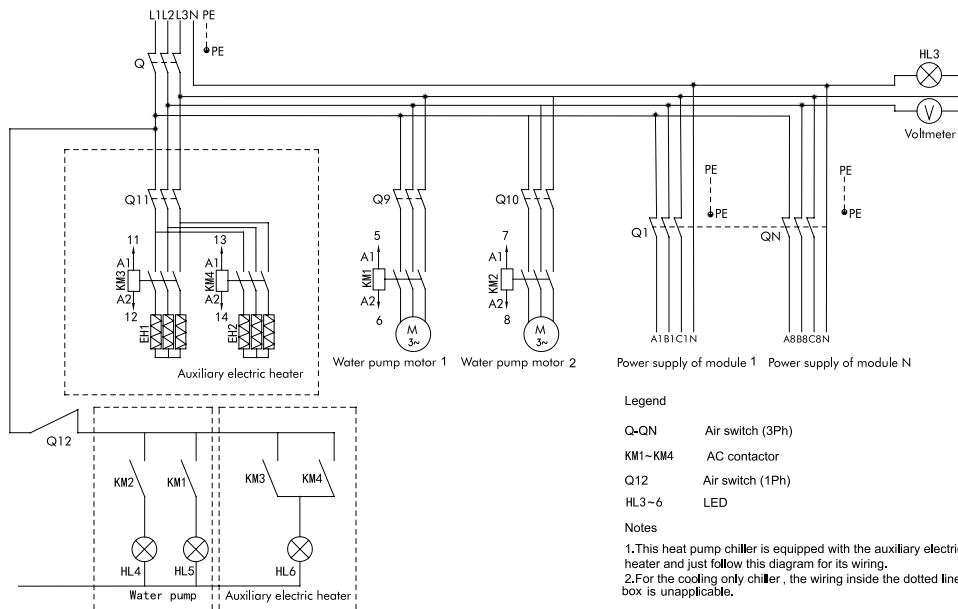 L1L2L3N PE
PE
Q
HL3
V
Voltmeter
Q11
Q9
Q10
PE
PE
Q1
PE
QN
PE
11
A1
KM3
A2
12
13
A1
KM4
A2
14
5
A1
KM1
A2
6
7
A1
KM2
A2
8
EH1
EH2
M
3~
M
3~
A1B1C1N
A8B8C8N
Auxiliary electric heater
Water pump motor 1
Water pump motor 2
Power supply of module 1
Power supply of module N
Q12
KM2
KM1
KM3
KM4
HL4
HL5
HL6
Water pump
Auxiliary electric heater
Legend
Q-QN Air switch (3Ph)
KM1~KM4 AC contactor
Q12 Air switch (1Ph)
HL3~6 LED
Notes
1.This heat pump chiller is equipped with the auxiliary electric
heater and just follow this diagram for its wiring.
2.For the cooling only chiller , the wiring inside the dotted line
box is unapplicable.